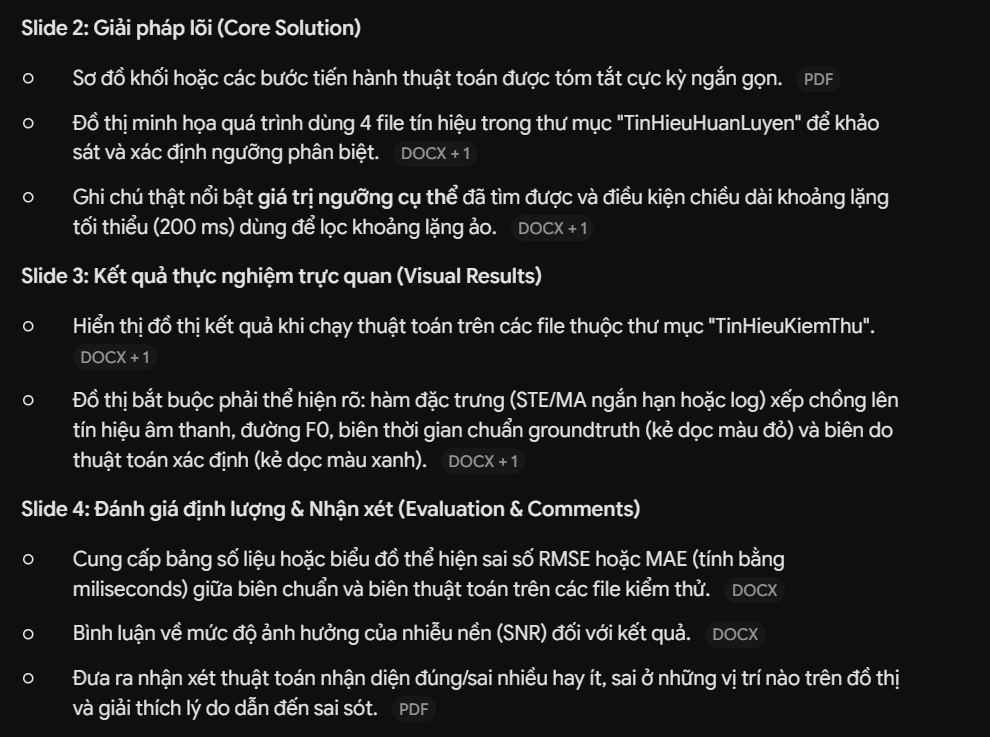 Slide 2: Giải pháp lõi (Core Solution)
Sơ đồ khối hoặc các bước tiến hành thuật toán được tóm tắt cực kỳ ngắn gọn. PDF
Đồ thị minh họa quá trình dùng 4 file tín hiệu trong thư mục "TinHieuHuanLuyen" để khảo
sát và xác định ngưỡng phân biệt. DOCX + 1
Ghi chú thật nổi bật giá trị ngưỡng cụ thể đã tìm được và điều kiện chiều dài khoảng lặng
tối thiểu (200 ms) dùng để lọc khoảng lặng ảo. DOCX + 1
Slide 3: Kết quả thực nghiệm trực quan (Visual Results)
Hiển thị đồ thị kết quả khi chạy thuật toán trên các file thuộc thư mục "TinHieuKiemThu".
DOCX + 1
Đồ thị bắt buộc phải thể hiện rõ: hàm đặc trưng (STE/MA ngắn hạn hoặc log) xếp chồng lên
tín hiệu âm thanh, đường F0, biên thời gian chuẩn groundtruth (kẻ dọc màu đỏ) và biên do
thuật toán xác định (kẻ dọc màu xanh). DOCX + 1
Slide 4: Đánh giá định lượng & Nhận xét (Evaluation & Comments)
Cung cấp bảng số liệu hoặc biểu đồ thể hiện sai số RMSE hoặc MAE (tính bằng
miliseconds) giữa biên chuẩn và biên thuật toán trên các file kiểm thử. DOCX
Bình luận về mức độ ảnh hưởng của nhiễu nền (SNR) đối với kết quả. DOCX
Đưa ra nhận xét thuật toán nhận diện đúng/sai nhiều hay ít, sai ở những vị trí nào trên đồ thị
và giải thích lý do dẫn đến sai sót. PDF